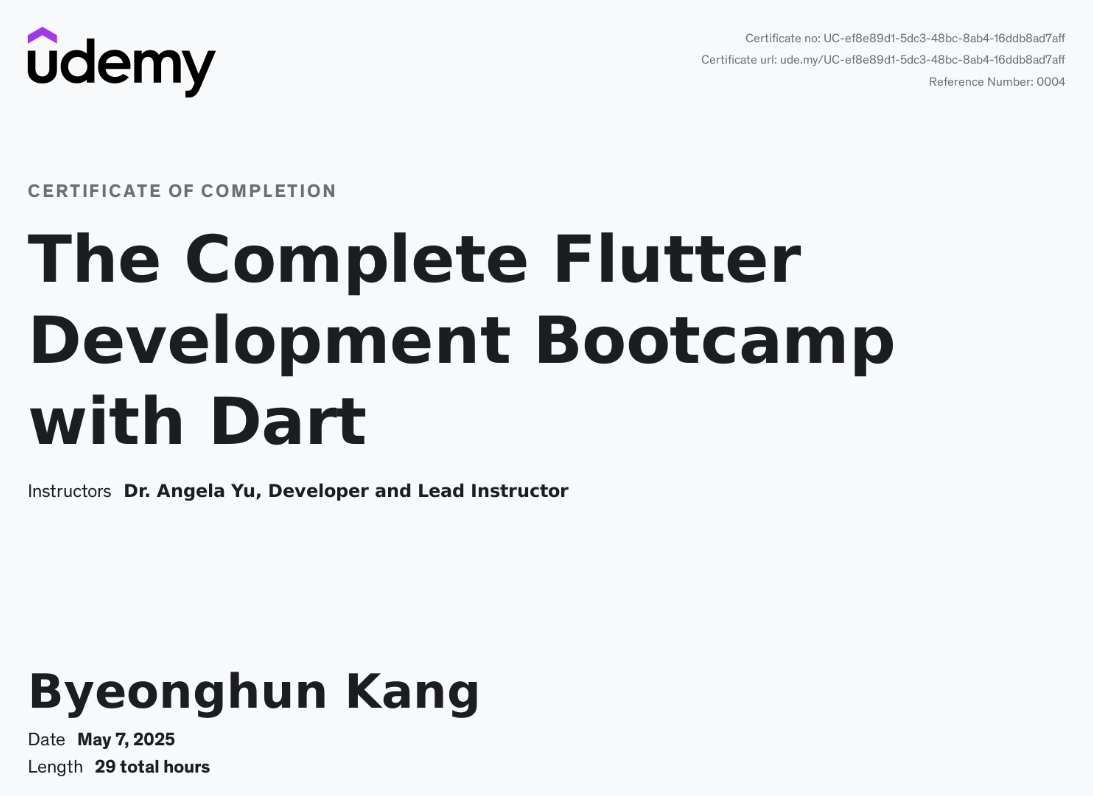 udemy
Certificate no: UC-ef8e89d1-5dc3-48bc-8ab4-16ddb8ad7aff
Certificate url: ude.my/UC-ef8e89d1-5dc3-48bc-8ab4-16ddb8ad7aff
Reference Number: 0004
CERTIFICATE OF COMPLETION
The Complete Flutter
Development Bootcamp
with Dart
Instructors Dr. Angela Yu, Developer and Lead Instructor
Byeonghun Kang
Date May 7, 2025
Length 29 total hours